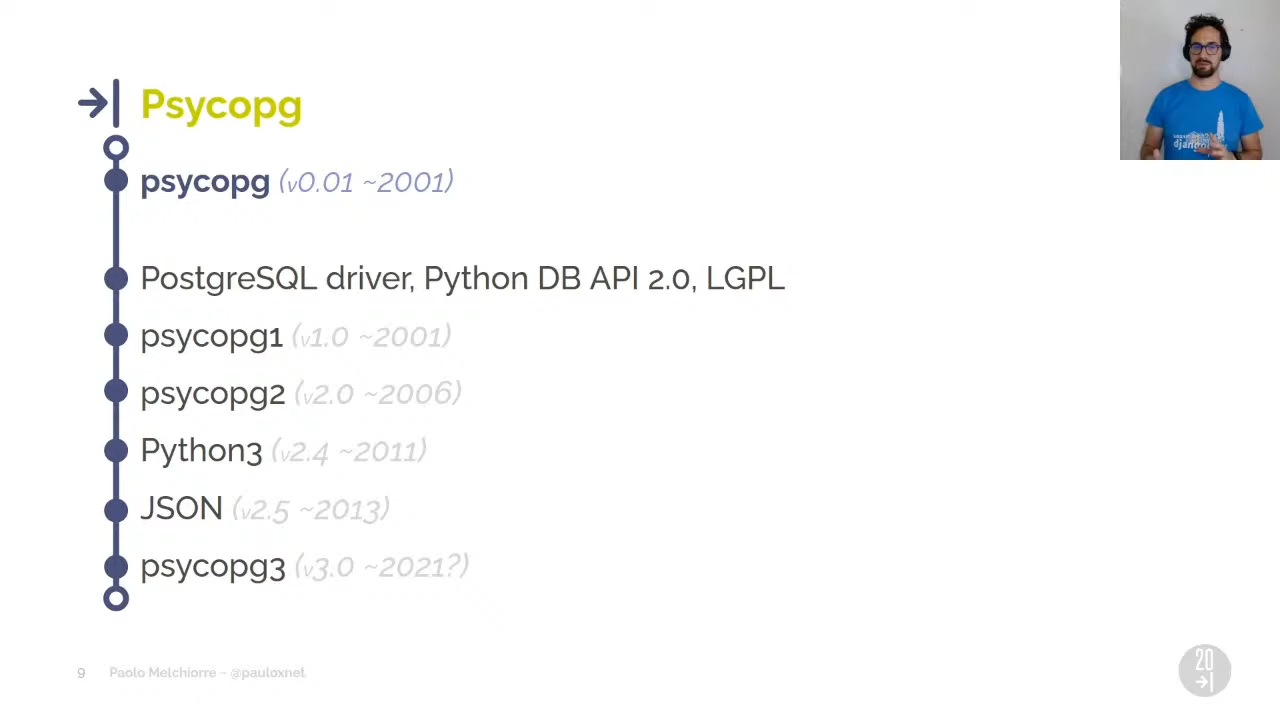 Psycopg
psycopg (v0.01 ~2001)
PostgreSQL driver, Python DB API 2.0, LGPL
psycopg1 (v1.0 ~2001)
psycopg2 (v2.0 ~2006)
Python3 (v2.4 ~2011)
JSON (v2.5 ~2013)
psycopg3 (v3.0 ~2021?)
9 Paolo Melchiorre ~ @pauloxnet
20